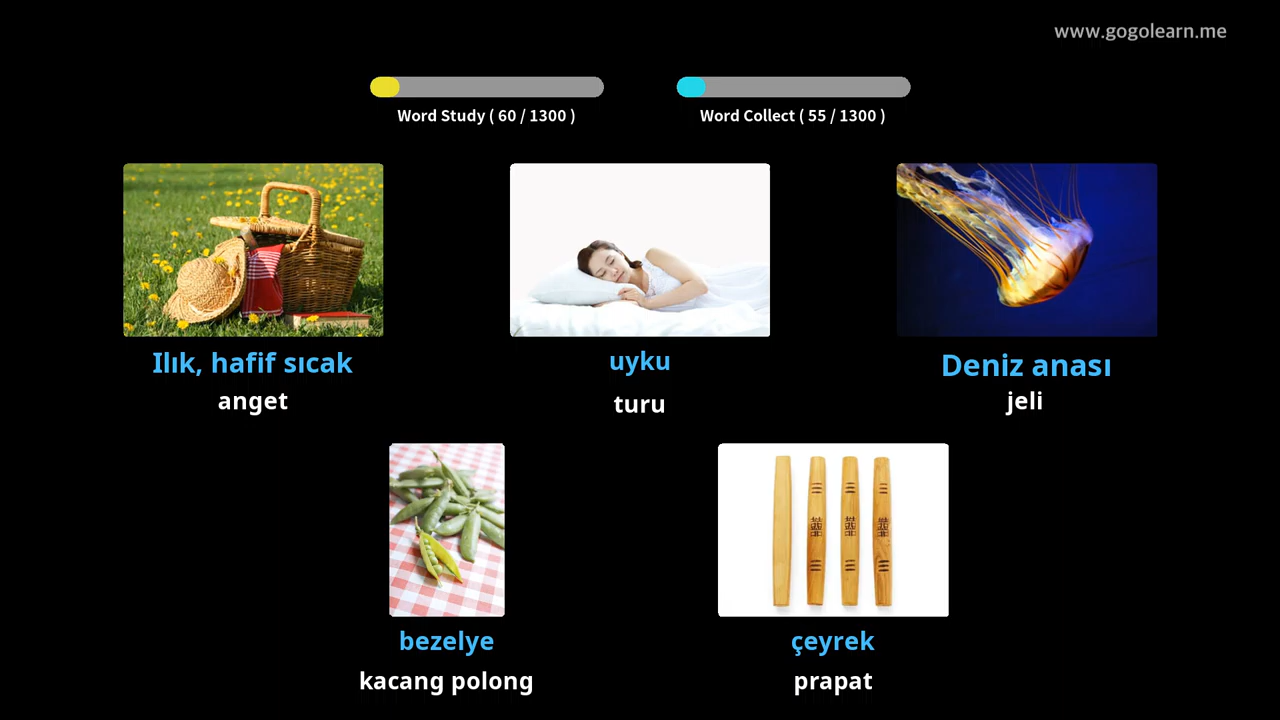 www.gogolearn.me
Word Study ( 60 / 1300 )
Word Collect ( 55 / 1300 )
Ilık, hafif sıcak
anget
uyku
turu
Deniz anası
jeli
bezelye
kacang polong
çeyrek
prapat